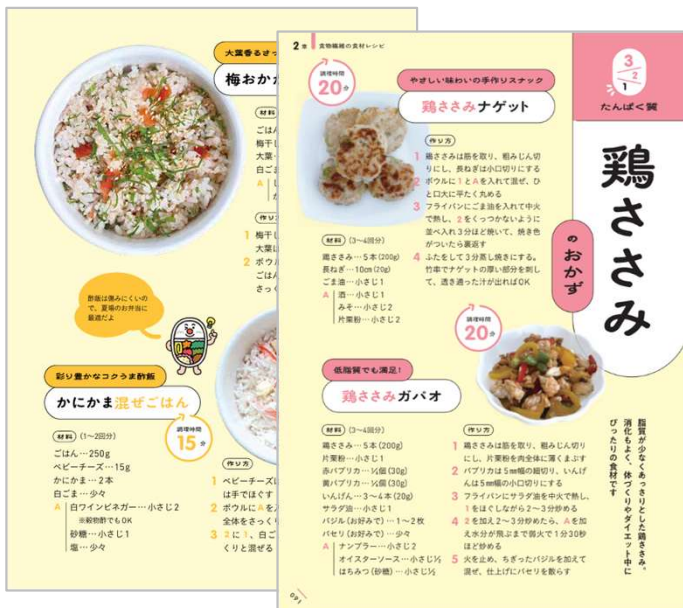 大葉香るさっ
梅おかか
材料
ごはん
梅干し
大葉…
白ごま
A
作り方
1 梅干し
大葉は
2 ボウル
ごはん
さっく
酢飯は傷みにくいの
で、夏場のお弁当に
最適だよ
彩り豊かなコクうま酢飯
かにかま混ぜごはん
調理時間
15分
材料 (1〜2回分)
ごはん…250g
ベビーチーズ…15g
かにかま…2本
白ごま…少々
A 白ワインビネガー…小さじ2
※穀物酢でもOK
砂糖…小さじ1
塩…少々
作り方
1 ベビーチーズに
は手でほぐす
2 ボウルにAを入
全体をさっくり
3 2に1、白ご
くりと混ぜる
2章 食物繊維の食材レシピ
3
2
1
たんぱく質
鶏ささみ
のおかず
脂質が少なくあっさりとした鶏ささみ。
消化もよく、体づくりやダイエット中に
ぴったりの食材です
調理時間
20分
やさしい味わいの手作りスナック
鶏ささみナゲット
材料 (3〜4回分)
鶏ささみ…5本(200g)
長ねぎ…10cm(20g)
ごま油…小さじ1
A 酒…小さじ1
みそ…小さじ2
片栗粉…小さじ2
作り方
1 鶏ささみは筋を取り、粗みじん切
りにし、長ねぎは小口切りにする
2 ボウルに1とAを入れて混ぜ、ひ
と口大に平たく丸める
3 フライパンにごま油を入れて中火
で熱し、2をくっつかないように
並べ入れ3分ほど焼いて、焼き色
がついたら裏返す
4 ふたをして3分蒸し焼きにする。
竹串でナゲットの厚い部分を刺し
て、透き通った汁が出ればOK
調理時間
20分
低脂質でも満足!
鶏ささみガパオ
材料 (3〜4回分)
鶏ささみ…5本(200g)
片栗粉…小さじ1
赤パプリカ…¼個(30g)
黄パプリカ…¼個(30g)
いんげん…3〜4本(20g)
サラダ油…小さじ1
バジル(お好みで)…1〜2枚
パセリ(お好みで)…少々
A ナンプラー…小さじ2
オイスターソース…小さじ½
はちみつ(砂糖)…小さじ½
作り方
1 鶏ささみは筋を取り、粗みじん切り
にし、片栗粉を肉全体に薄くまぶす
2 パプリカは5mm幅の細切り、いんげ
んは5mm幅の小口切りにする
3 フライパンにサラダ油を中火で熱し、
1をほぐしながら2〜3分炒める
4 2を加え2〜3分炒めたら、Aを加
え水分が飛ぶまで弱火で1分30秒
ほど炒める
5 火を止め、ちぎったバジルを加えて
混ぜ、仕上げにパセリを散らす
091